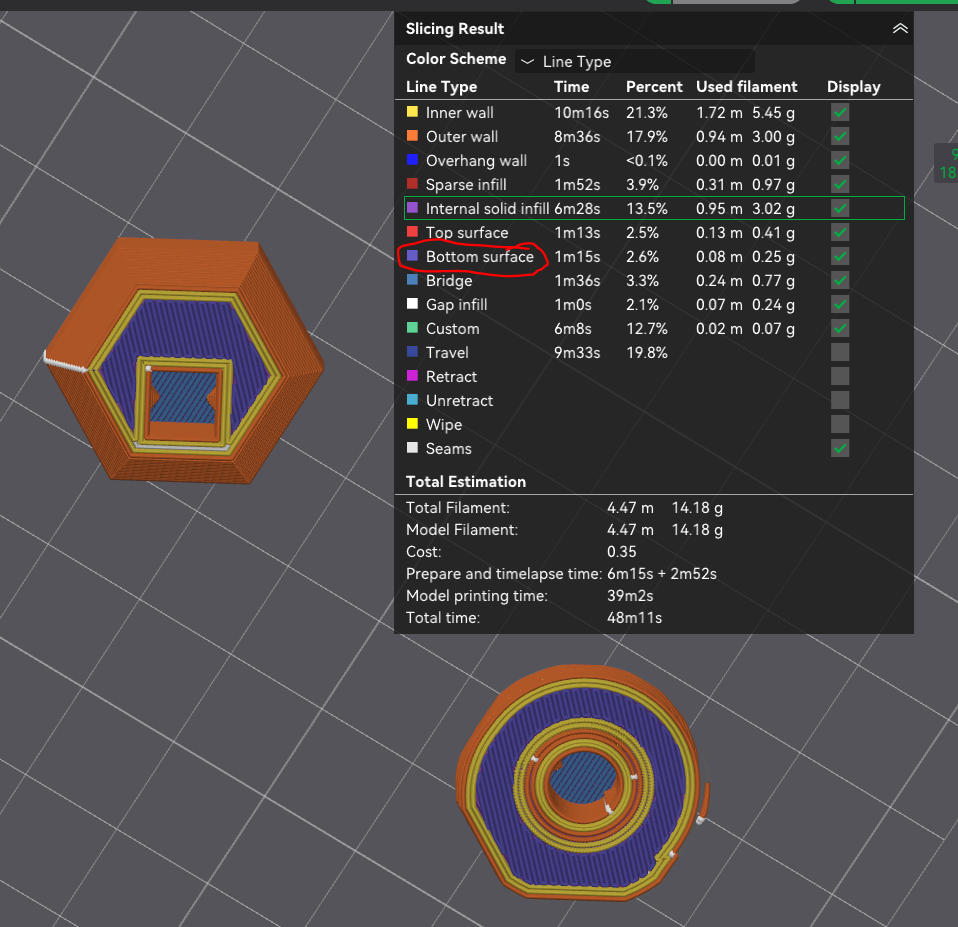 Slicing Result
Color Scheme Line Type
Line Type Time Percent Used filament Display
Inner wall 10m16s 21.3% 1.72 m 5.45 g
Outer wall 8m36s 17.9% 0.94 m 3.00 g
Overhang wall 1s <0.1% 0.00 m 0.01 g
Sparse infill 1m52s 3.9% 0.31 m 0.97 g
Internal solid infill 6m28s 13.5% 0.95 m 3.02 g
Top surface 1m13s 2.5% 0.13 m 0.41 g
Bottom surface 1m15s 2.6% 0.08 m 0.25 g
Bridge 1m36s 3.3% 0.24 m 0.77 g
Gap infill 1m0s 2.1% 0.07 m 0.24 g
Custom 6m8s 12.7% 0.02 m 0.07 g
Travel 9m33s 19.8%
Retract
Unretract
Wipe
Seams
Total Estimation
Total Filament: 4.47 m 14.18 g
Model Filament: 4.47 m 14.18 g
Cost: 0.35
Prepare and timelapse time: 6m15s + 2m52s
Model printing time: 39m2s
Total time: 48m11s
9
18